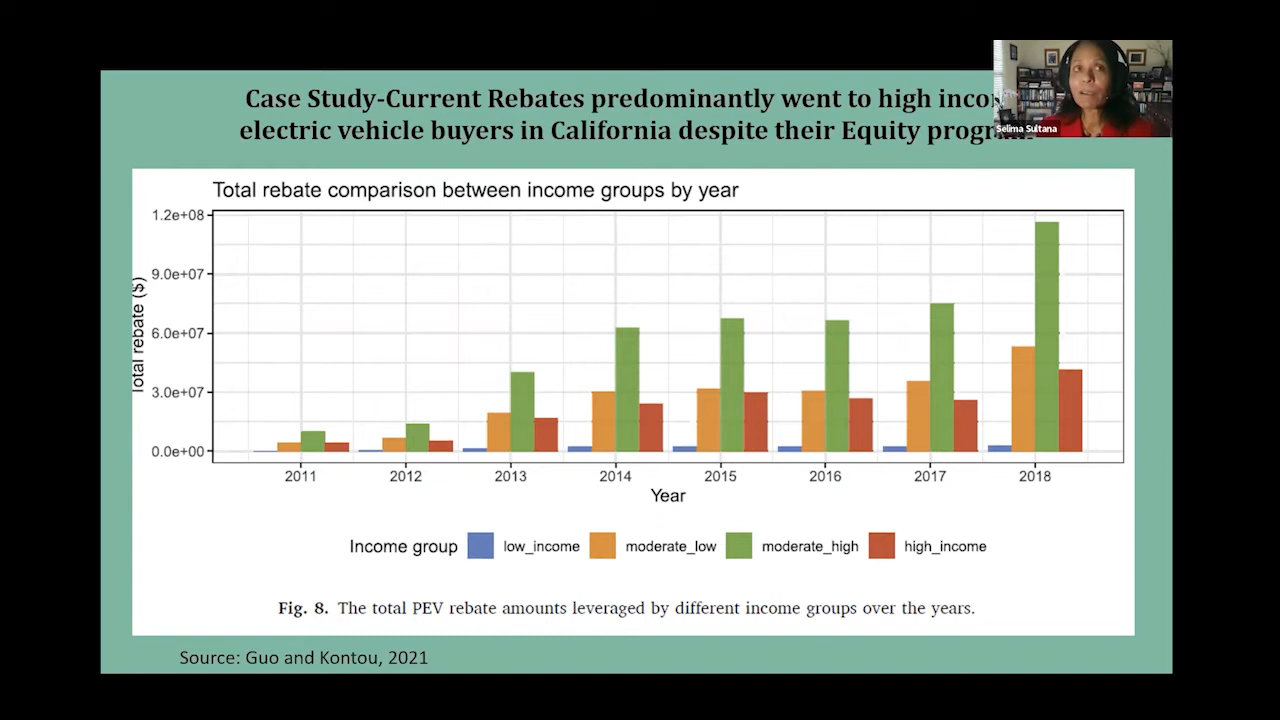 Case Study-Current Rebates predominantly went to high
electric vehicle buyers in California despite their Equity
Selima Sultana
Total rebate comparison between income groups by year
Total rebate ($)
1.2e+08
9.0e+07
6.0e+07
3.0e+07
0.0e+00
2011 2012 2013 2014 2015 2016 2017 2018
Year
Income group low_income moderate_low moderate_high high_income
Fig. 8. The total PEV rebate amounts leveraged by different income groups over the years.
Source: Guo and Kontou, 2021